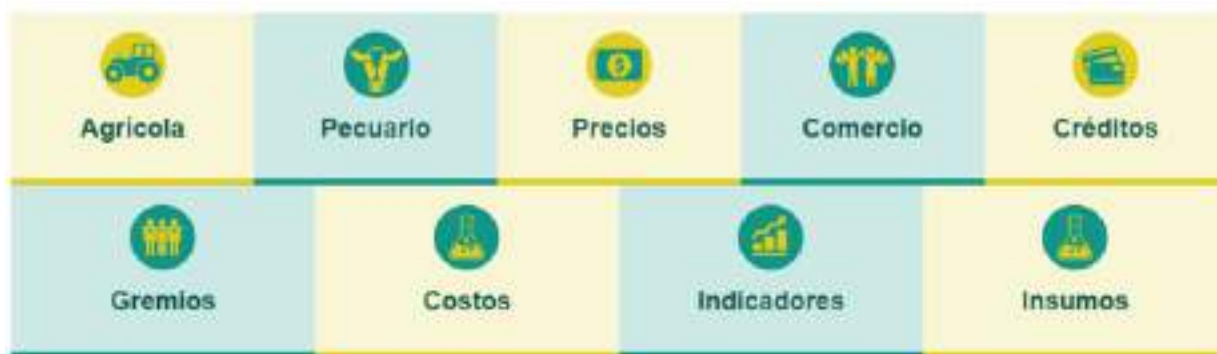 Agricola
Pecuario
Precios
Comercio
Créditos
Gremios
Costos
Indicadores
Insumos